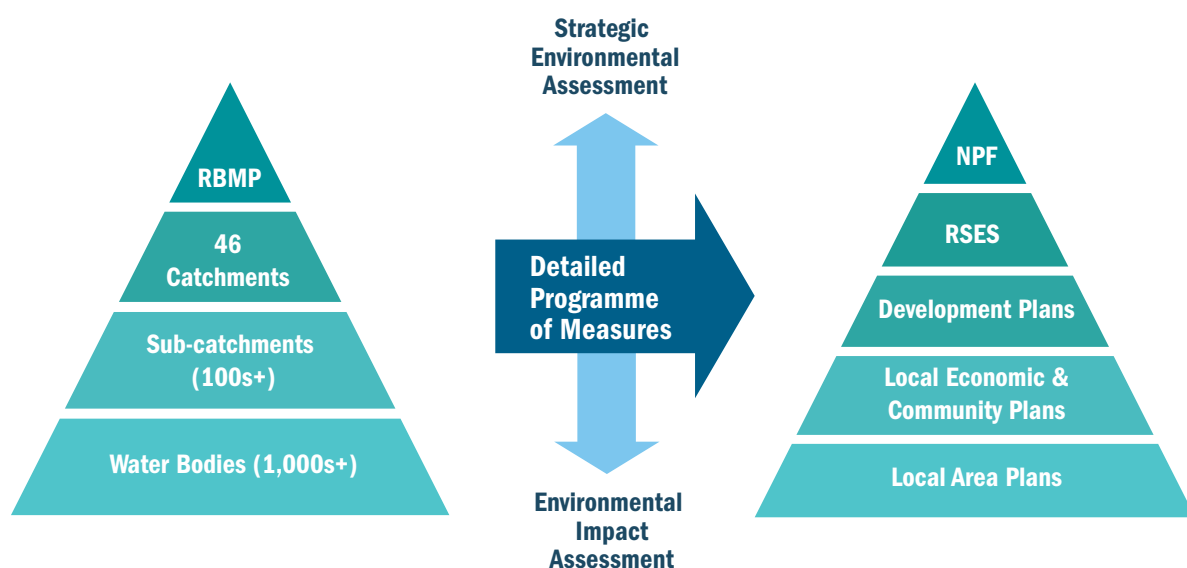 RBMP
46
Catchments
Sub-catchments
(100s+)
Water Bodies (1,000s+)
Strategic
Environmental
Assessment
Detailed
Programme
of Measures
Environmental
Impact
Assessment
NPF
RSES
Development Plans
Local Economic &
Community Plans
Local Area Plans